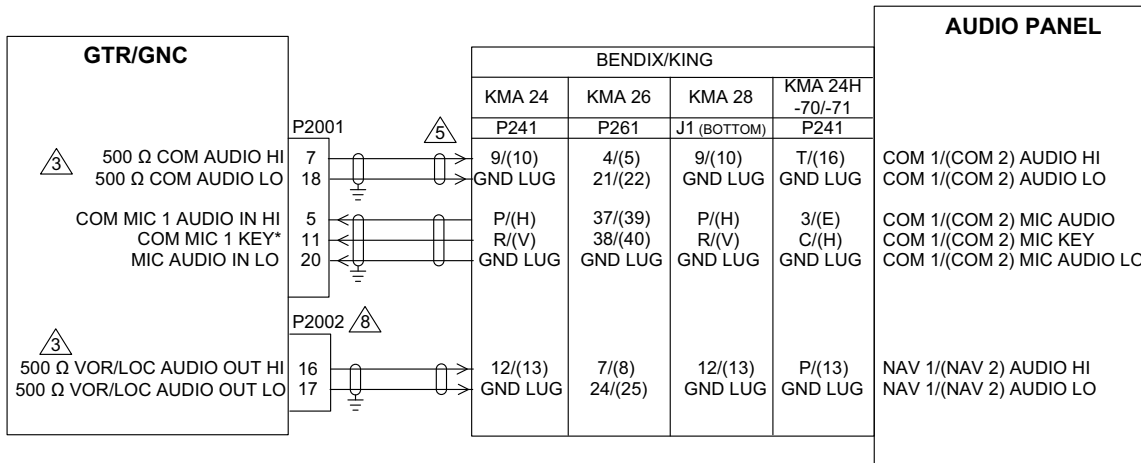 AUDIO PANEL
GTR/GNC
BENDIX/KING
KMA 24 KMA 26 KMA 28 KMA 24H
-70/-71
P2001 5 P241 P261 J1 (BOTTOM) P241
3 500 Ω COM AUDIO HI 7 9/(10) 4/(5) 9/(10) T/(16) COM 1/(COM 2) AUDIO HI
500 Ω COM AUDIO LO 18 GND LUG 21/(22) GND LUG GND LUG COM 1/(COM 2) AUDIO LO
COM MIC 1 AUDIO IN HI 5 P/(H) 37/(39) P/(H) 3/(E) COM 1/(COM 2) MIC AUDIO
COM MIC 1 KEY* 11 R/(V) 38/(40) R/(V) C/(H) COM 1/(COM 2) MIC KEY
MIC AUDIO IN LO 20 GND LUG GND LUG GND LUG GND LUG COM 1/(COM 2) MIC AUDIO LO
P2002 8
3
500 Ω VOR/LOC AUDIO OUT HI 16 12/(13) 7/(8) 12/(13) P/(13) NAV 1/(NAV 2) AUDIO HI
500 Ω VOR/LOC AUDIO OUT LO 17 GND LUG 24/(25) GND LUG GND LUG NAV 1/(NAV 2) AUDIO LO